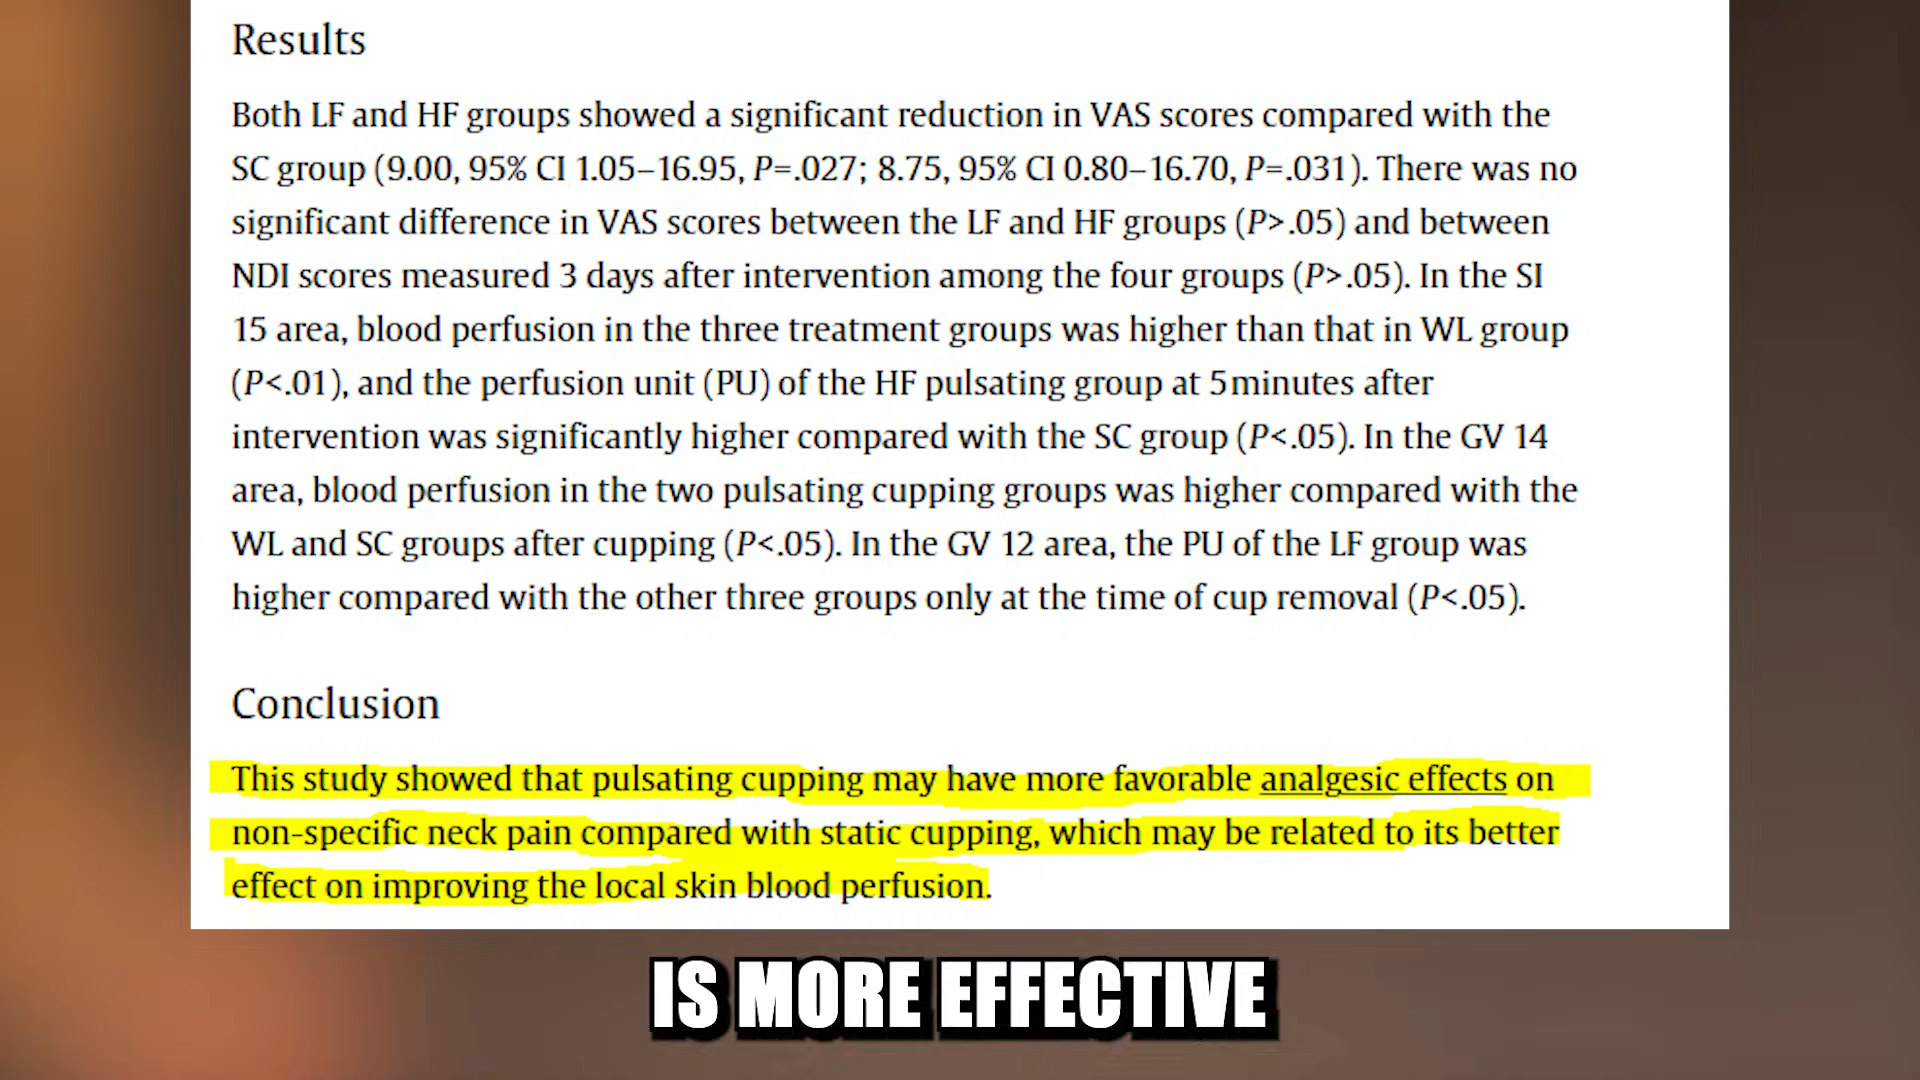 Results
Both LF and HF groups showed a significant reduction in VAS scores compared with the
SC group (9.00, 95% CI 1.05–16.95, P=.027; 8.75, 95% CI 0.80–16.70, P=.031). There was no
significant difference in VAS scores between the LF and HF groups (P>.05) and between
NDI scores measured 3 days after intervention among the four groups (P>.05). In the SI
15 area, blood perfusion in the three treatment groups was higher than that in WL group
(P<.01), and the perfusion unit (PU) of the HF pulsating group at 5 minutes after
intervention was significantly higher compared with the SC group (P<.05). In the GV 14
area, blood perfusion in the two pulsating cupping groups was higher compared with the
WL and SC groups after cupping (P<.05). In the GV 12 area, the PU of the LF group was
higher compared with the other three groups only at the time of cup removal (P<.05).
Conclusion
This study showed that pulsating cupping may have more favorable analgesic effects on
non-specific neck pain compared with static cupping, which may be related to its better
effect on improving the local skin blood perfusion.
IS MORE EFFECTIVE